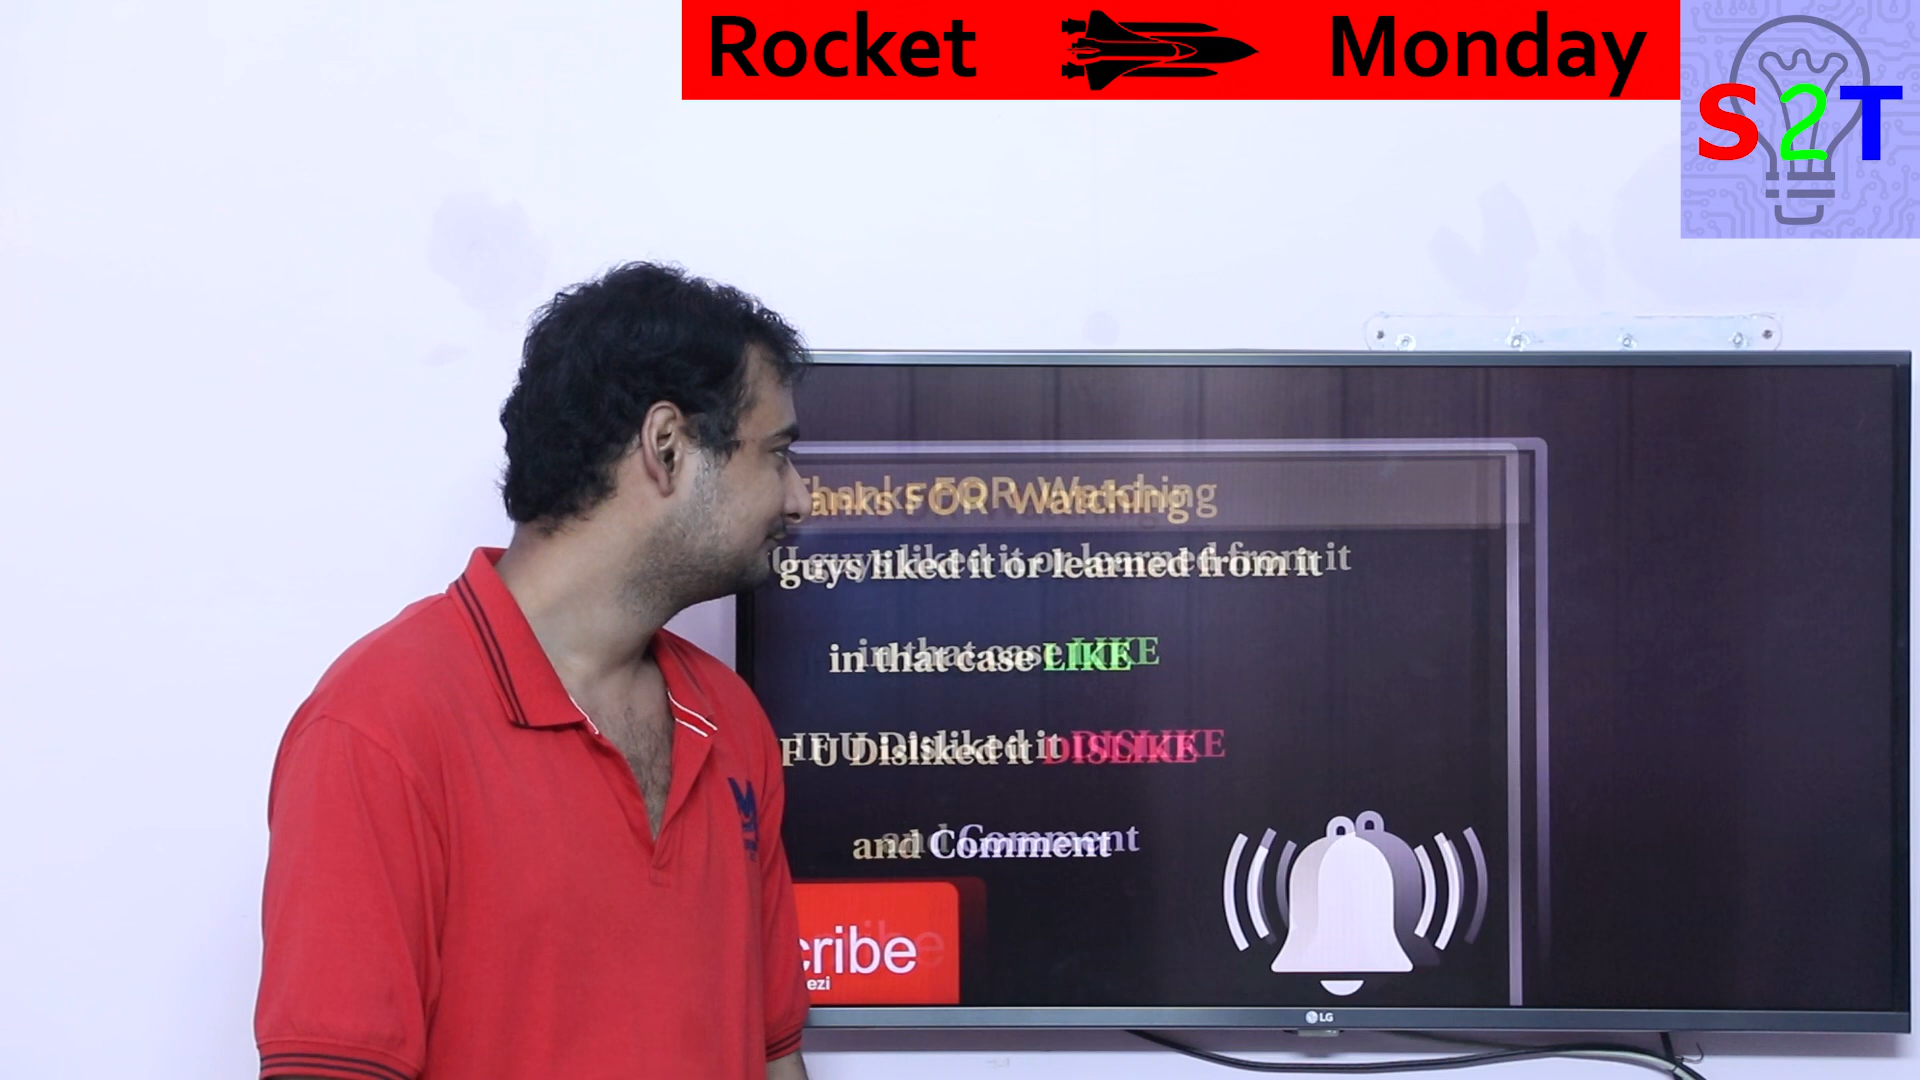 Rocket Monday
S2T
Thanks FOR Watching
U guys liked it or learned from it
in that case LIKE
IF U Disliked it DISLIKE
and Comment
cribe
ezi
LG